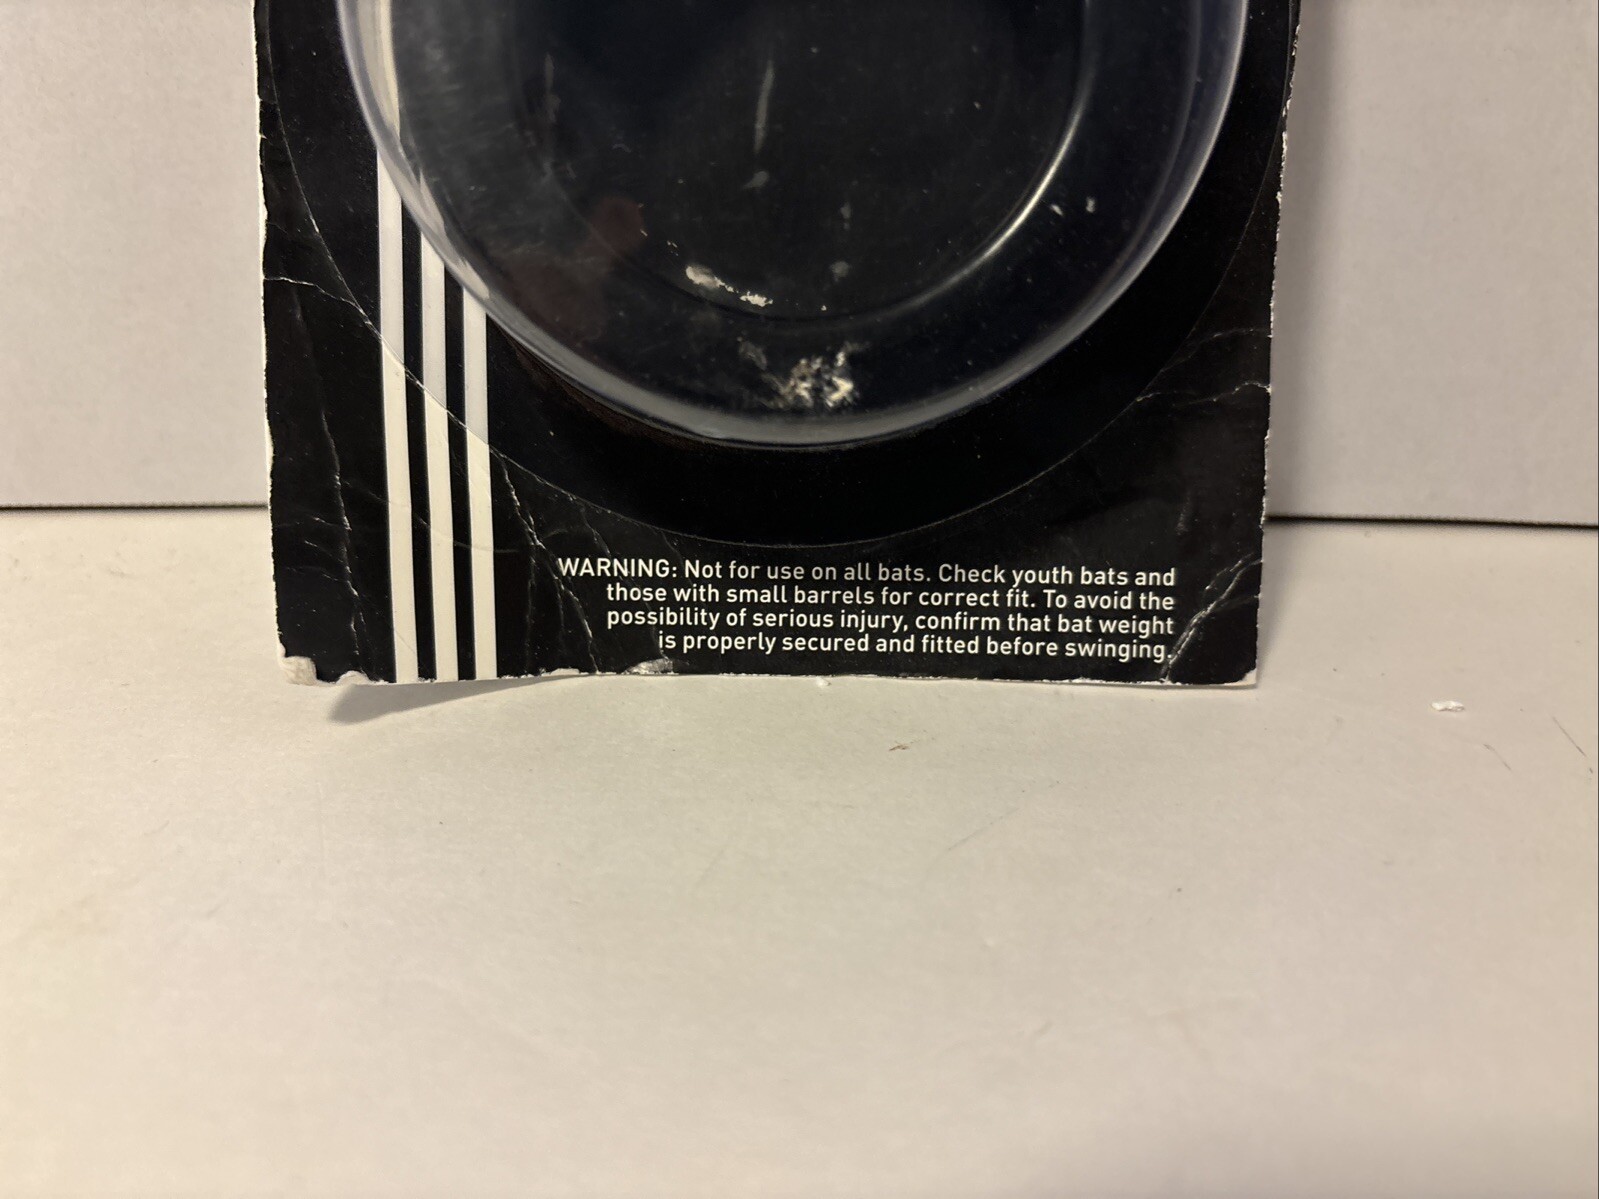 WARNING: Not for use on all bats. Check youth bats and
those with small barrels for correct fit. To avoid the
possibility of serious injury, confirm that bat weight
is properly secured and fitted before swinging.